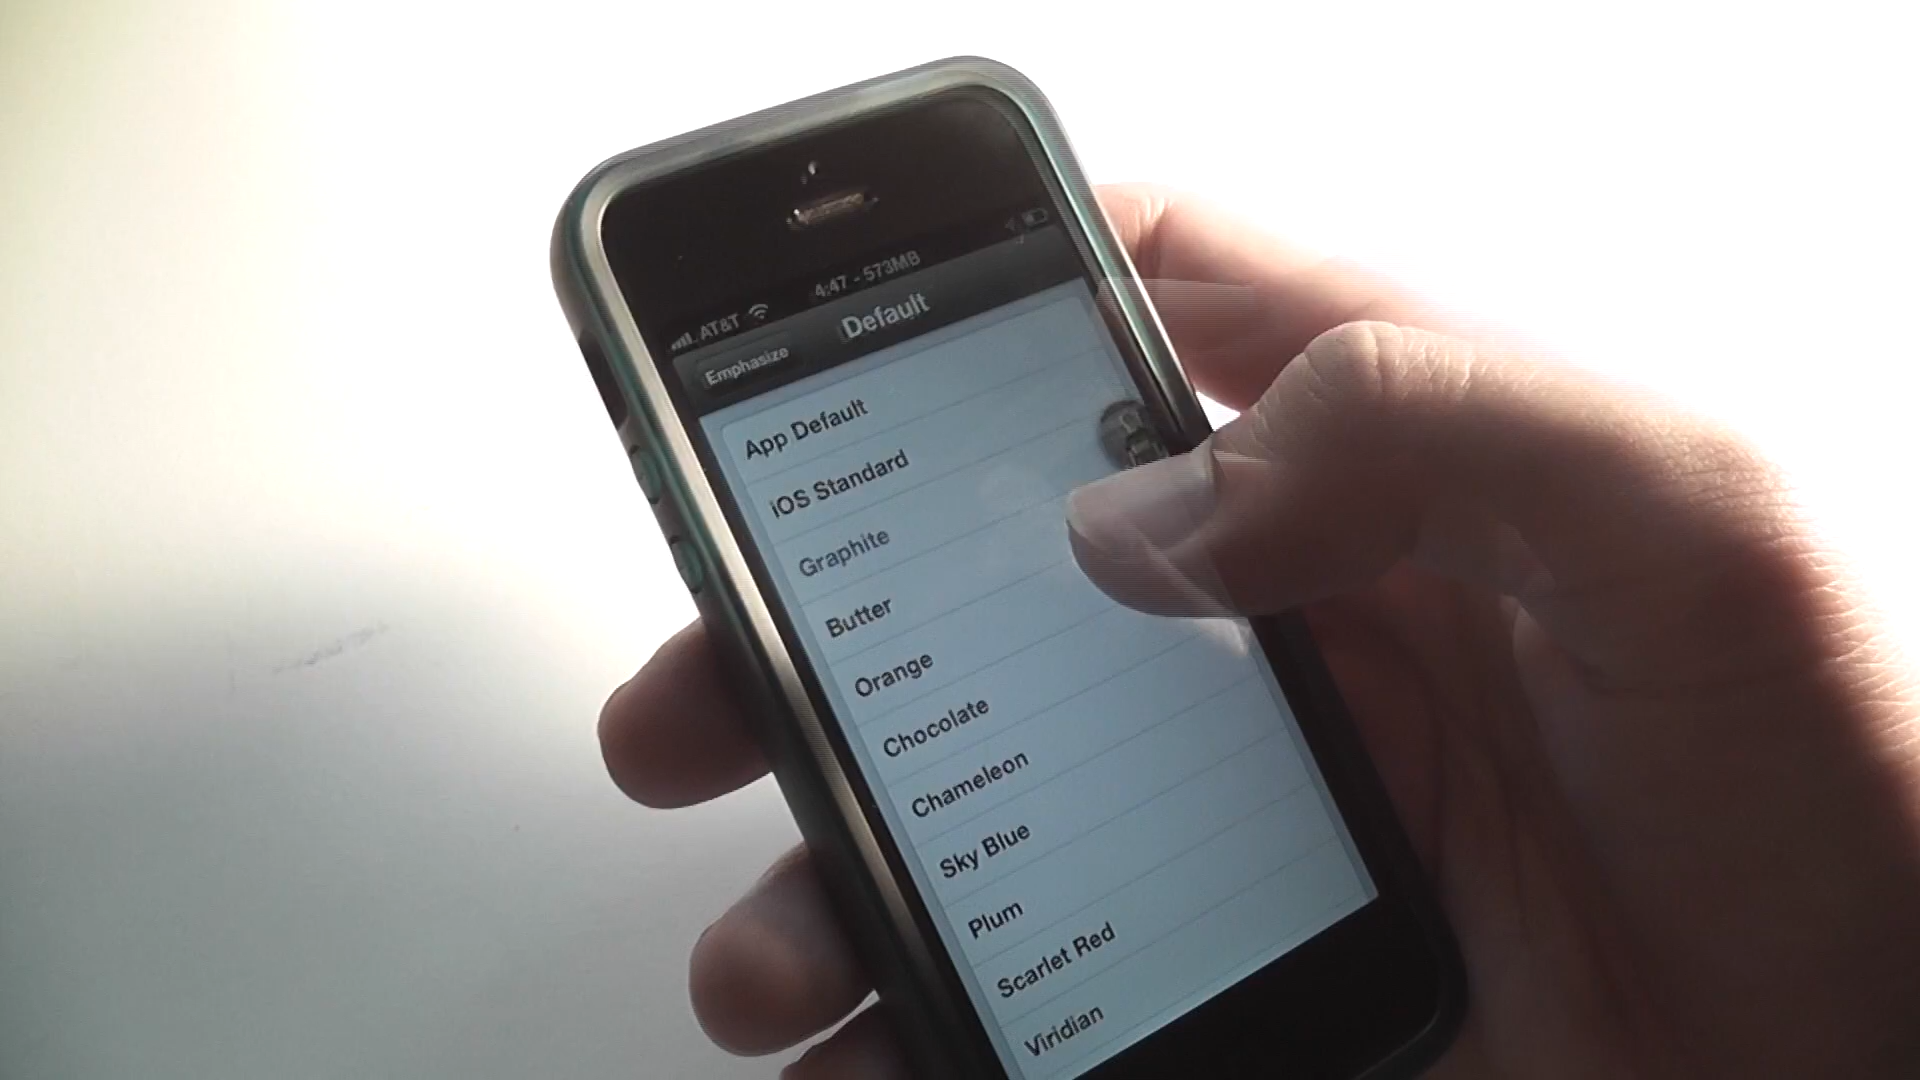 AT&T 4:47 - 573MB
Emphasize Default
App Default
iOS Standard
Graphite
Butter
Orange
Chocolate
Chameleon
Sky Blue
Plum
Scarlet Red
Viridian